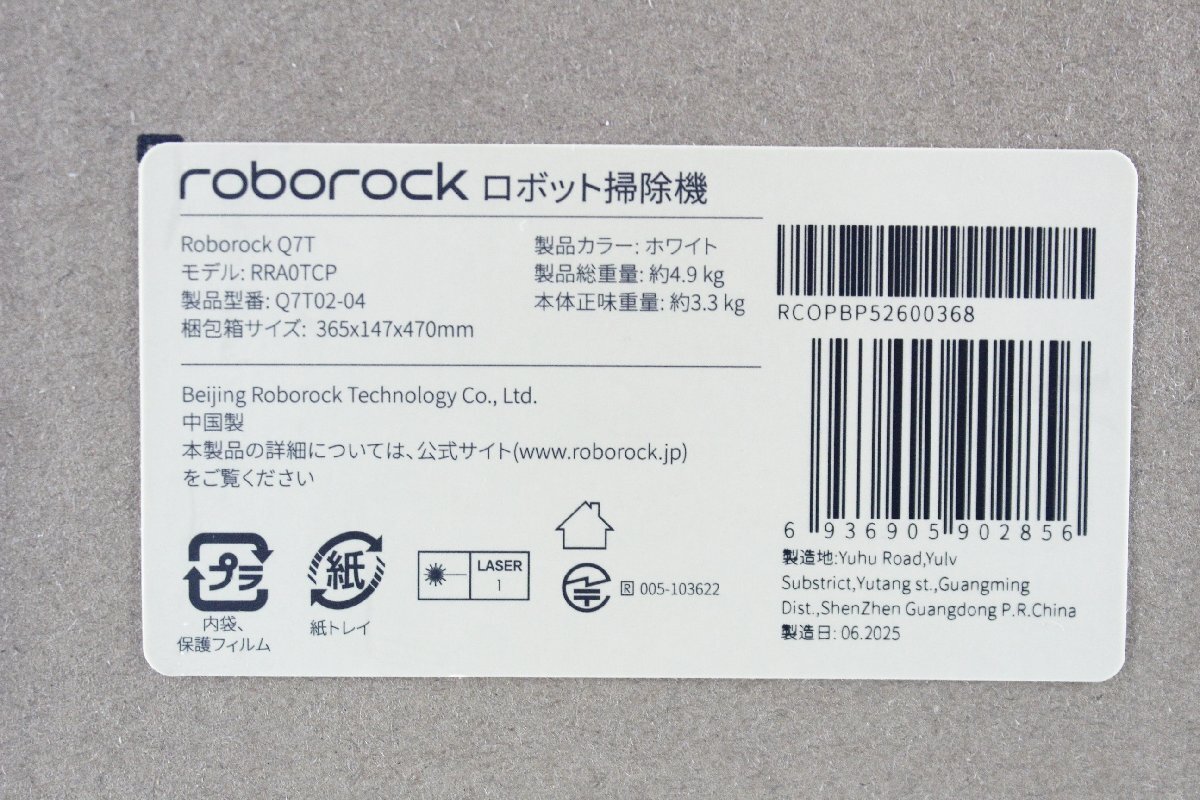 roborock ロボット掃除機
Roborock Q7T
モデル: RRA0TCP
製品型番: Q7T02-04
梱包箱サイズ: 365x147x470mm
製品カラー: ホワイト
製品総重量: 約4.9 kg
本体正味重量: 約3.3 kg
RCOPBP52600368
Beijing Roborock Technology Co., Ltd.
中国製
本製品の詳細については、公式サイト(www.roborock.jp)
をご覧ください
6 936905 902856
製造地:Yuhu Road,Yulv
Substrict,Yutang st.,Guangming
Dist.,ShenZhen Guangdong P.R.China
製造日: 06.2025
プラ
内袋、
保護フィルム
紙
紙トレイ
LASER
1
R 005-103622